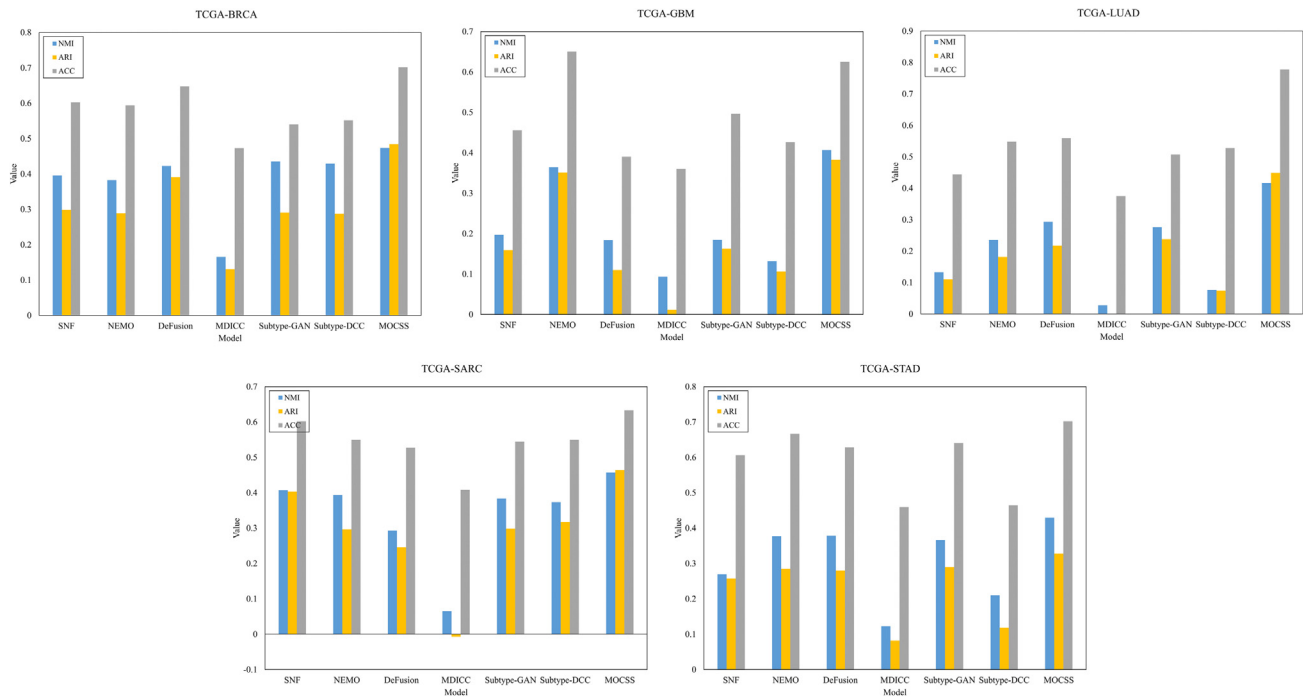 TCGA-BRCA
0.8
0.7
0.6
0.5
0.4
0.3
0.2
0.1
0
Value
NMI
ARI
ACC
SNF NEMO DeFusion MDICC Subtype-GAN Subtype-DCC MOCSS
Model
TCGA-GBM
0.7
0.6
0.5
0.4
0.3
0.2
0.1
0
Value
NMI
ARI
ACC
SNF NEMO DeFusion MDICC Subtype-GAN Subtype-DCC MOCSS
Model
TCGA-LUAD
0.9
0.8
0.7
0.6
0.5
0.4
0.3
0.2
0.1
0
Value
NMI
ARI
ACC
SNF NEMO DeFusion MDICC Subtype-GAN Subtype-DCC MOCSS
Model
TCGA-SARC
0.7
0.6
0.5
0.4
0.3
0.2
0.1
0
-0.1
Value
NMI
ARI
ACC
SNF NEMO DeFusion MDICC Subtype-GAN Subtype-DCC MOCSS
Model
TCGA-STAD
0.8
0.7
0.6
0.5
0.4
0.3
0.2
0.1
0
Value
NMI
ARI
ACC
SNF NEMO DeFusion MDICC Subtype-GAN Subtype-DCC MOCSS
Model